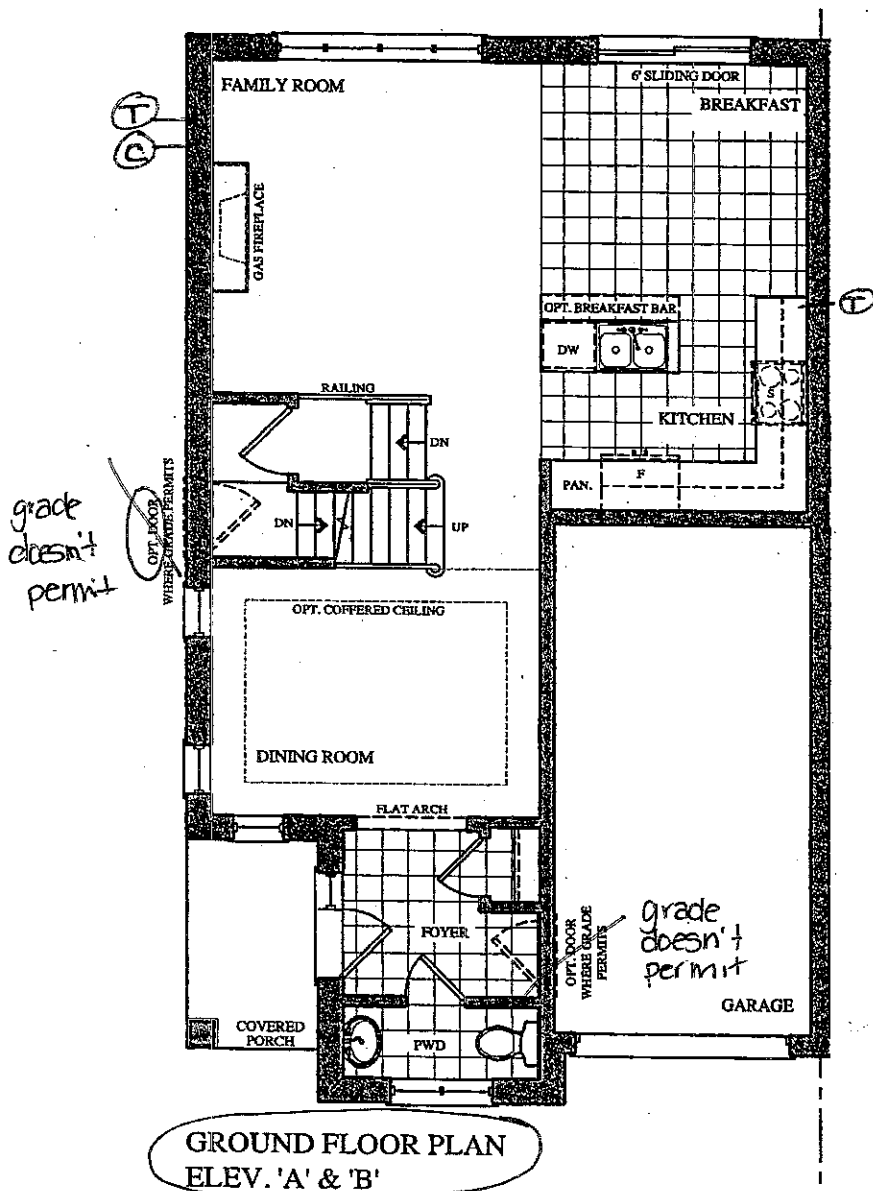 6' SLIDING DOOR
FAMILY ROOM
BREAKFAST
T
C
GAS FIREPLACE
OPT. BREAKFAST BAR
T
DW
S
RAILING
KITCHEN
DN
PAN.
F
grade
doesn't
permit
OPT. DOOR
WHERE GRADE PERMITS
DN
UP
OPT. COFFERED CEILING
DINING ROOM
FLAT ARCH
FOYER
OPT. DOOR
WHERE GRADE
PERMITS
grade
doesn't
permit
GARAGE
COVERED
PORCH
PWD
GROUND FLOOR PLAN
ELEV. 'A' & 'B'